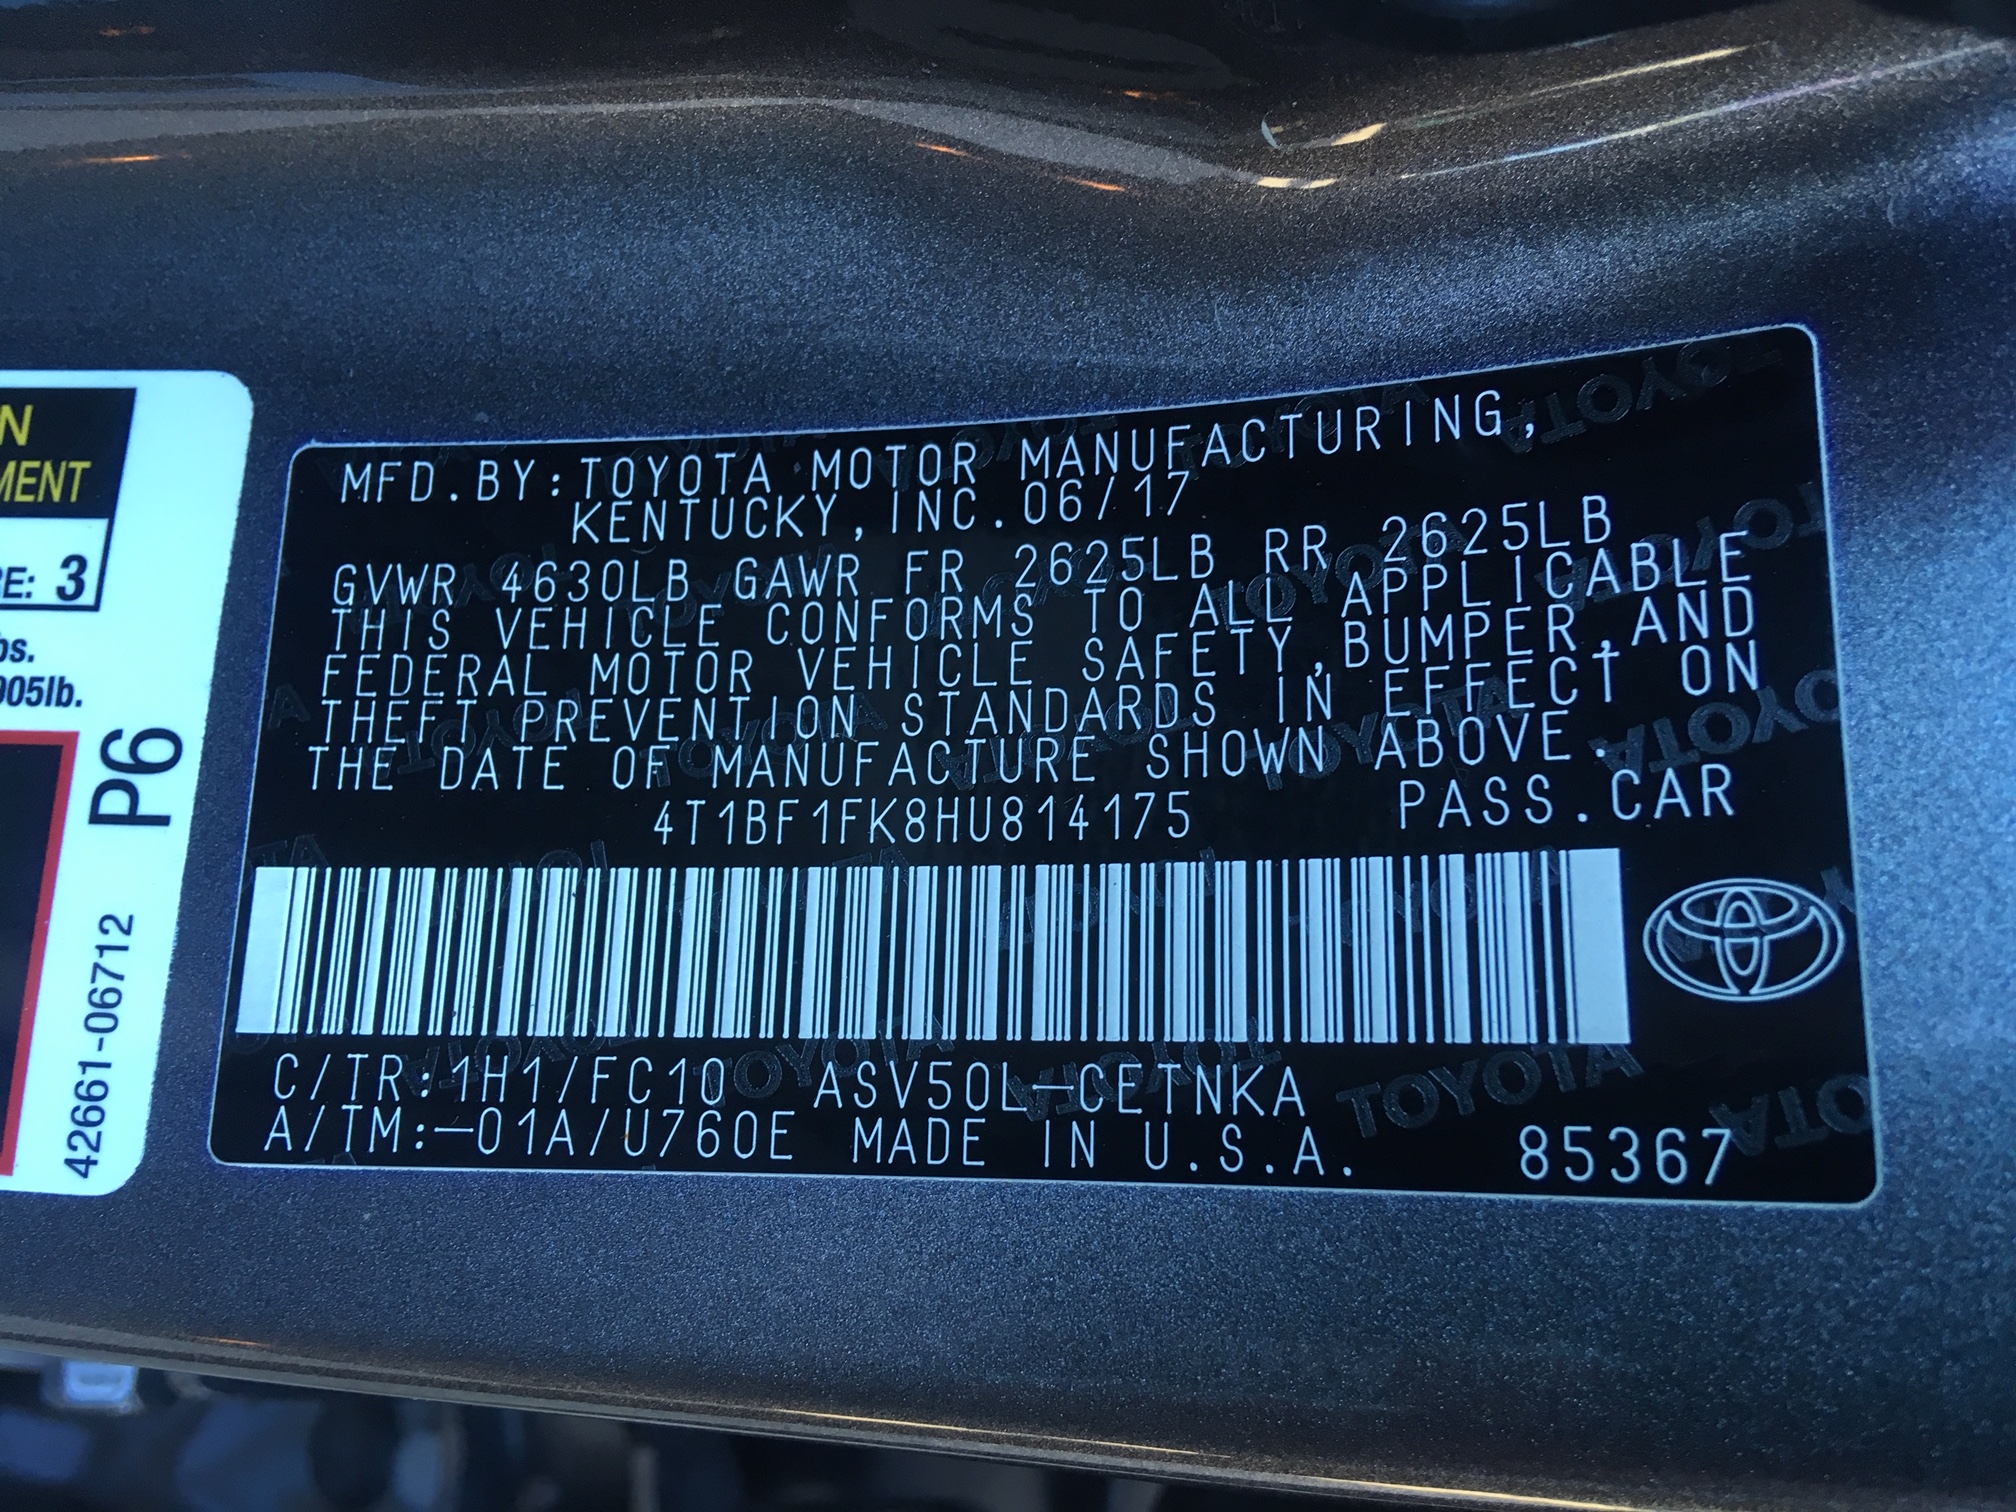 N
MENT
E: 3
bs.
905lb.
P6
42661-06712
MFD.BY:TOYOTA MOTOR MANUFACTURING,
KENTUCKY,INC.06/17
GVWR 4630LB GAWR FR 2625LB RR 2625LB
THIS VEHICLE CONFORMS TO ALL APPLICABLE
FEDERAL MOTOR VEHICLE SAFETY,BUMPER,AND
THEFT PREVENTION STANDARDS IN EFFECT ON
THE DATE OF MANUFACTURE SHOWN ABOVE.
4T1BF1FK8HU814175 PASS.CAR
C/TR:1H1/FC10 ASV50L-CETNKA
A/TM:-01A/U760E MADE IN U.S.A. 85367